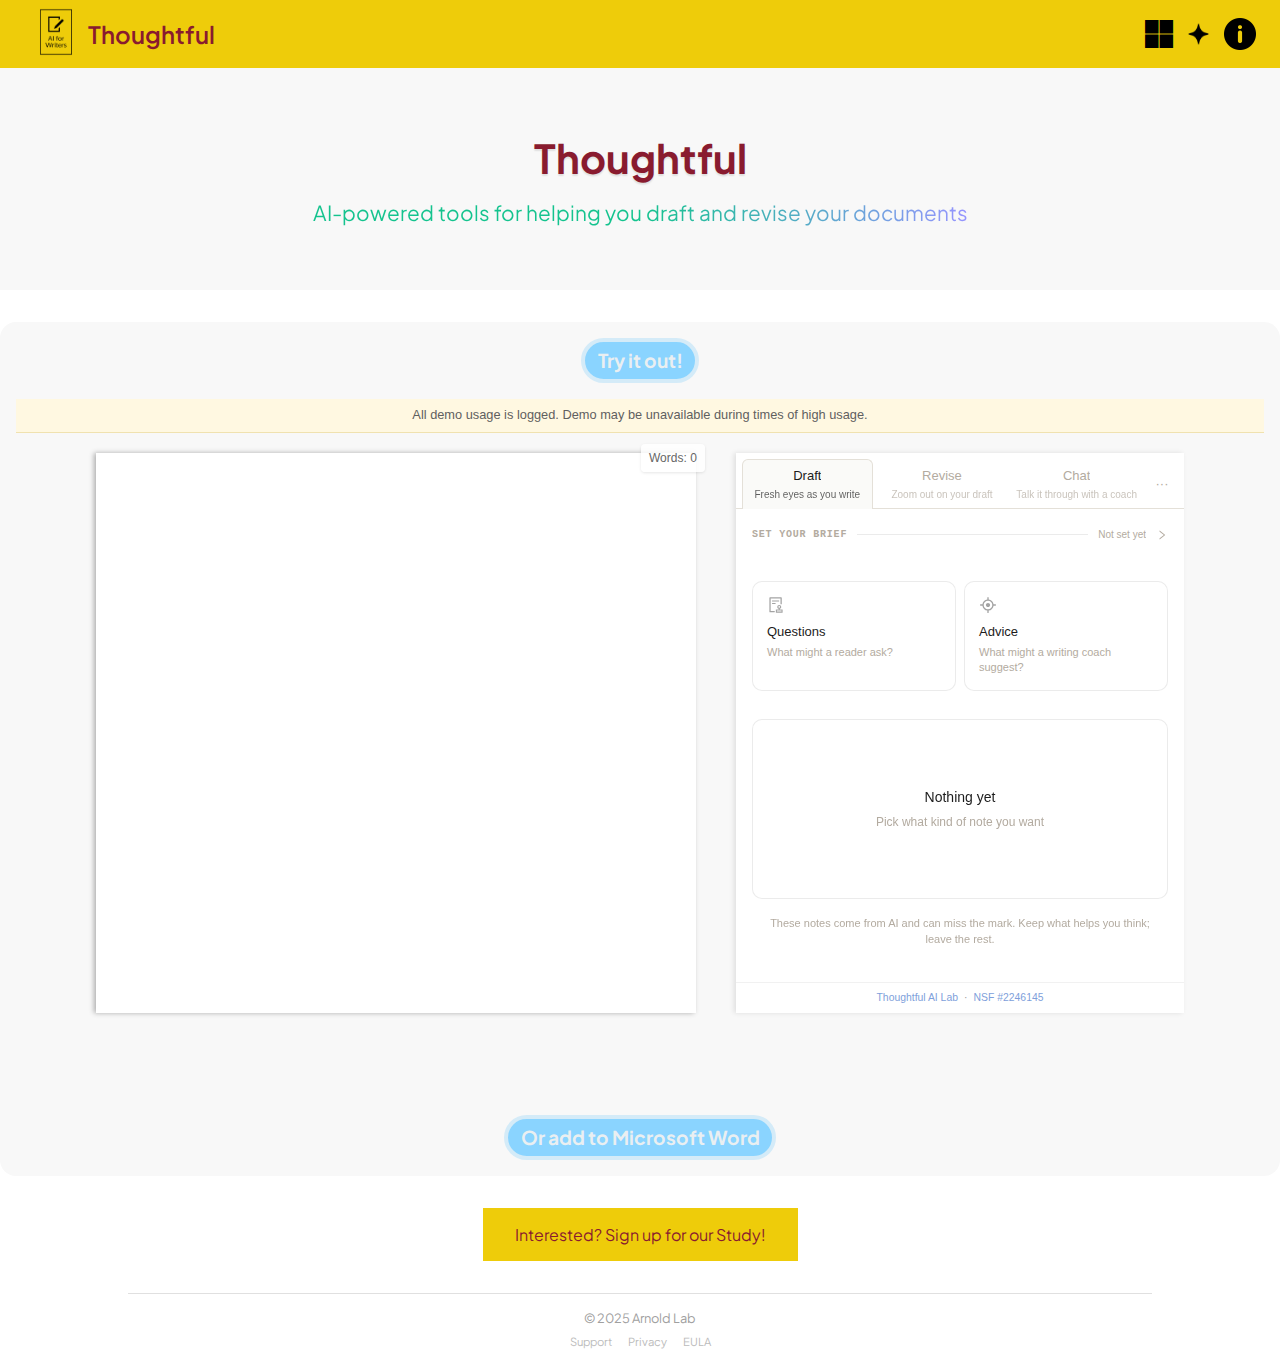 AI for
Writers
Thoughtful
Thoughtful
AI-powered tools for helping you draft and revise your documents
Try it out!
All demo usage is logged. Demo may be unavailable during times of high usage.
Words: 0
Draft
Fresh eyes as you write
Revise
Zoom out on your draft
Chat
Talk it through with a coach
...
SET YOUR BRIEF
Not set yet
Questions
What might a reader ask?
Advice
What might a writing coach
suggest?
Nothing yet
Pick what kind of note you want
These notes come from AI and can miss the mark. Keep what helps you think;
leave the rest.
Thoughtful AI Lab · NSF #2246145
Or add to Microsoft Word
Interested? Sign up for our Study!
© 2025 Arnold Lab
Support Privacy EULA